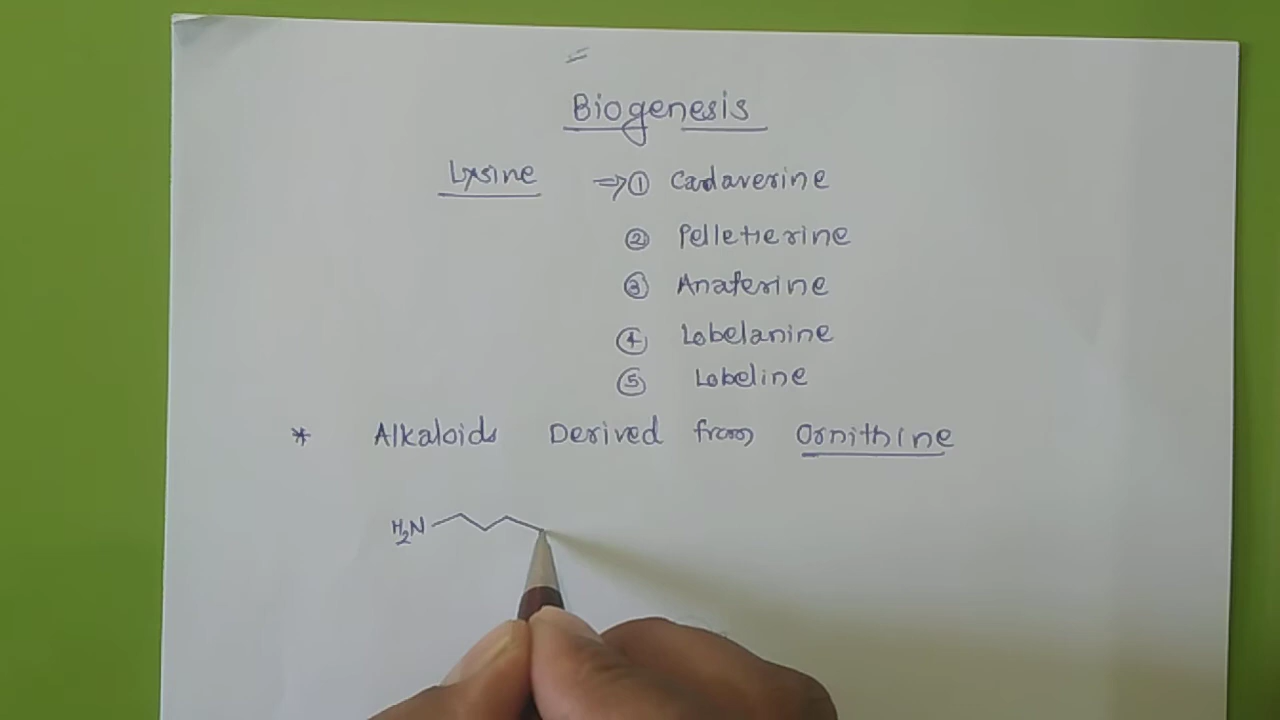 Biogenesis
Lysine ⇒ ① Cadaverine
② Pelletierine
③ Anaferine
④ Lobelanine
⑤ Lobeline
* Alkaloids Derived from Ornithine
H₂N